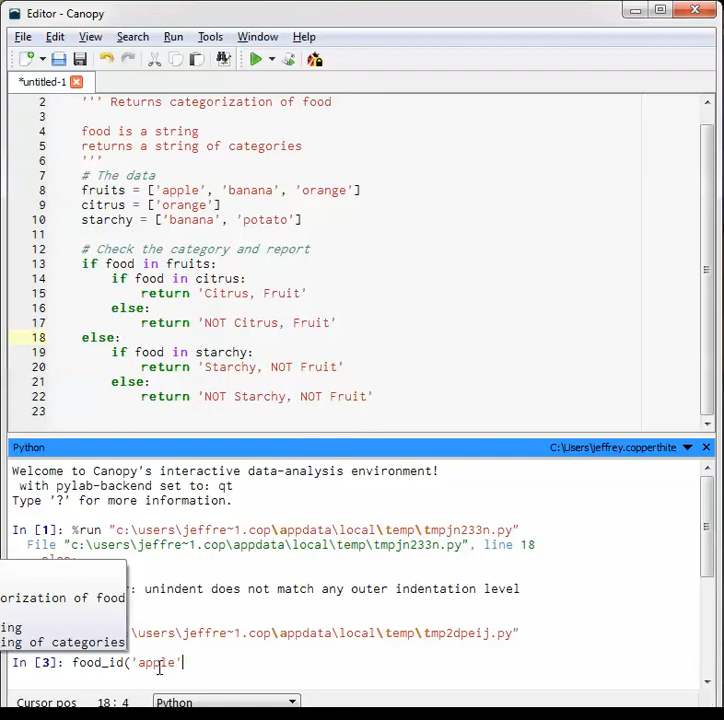 Editor - Canopy
File Edit View Search Run Tools Window Help
*untitled-1
2 ''' Returns categorization of food
3
4 food is a string
5 returns a string of categories
6 '''
7 # The data
8 fruits = ['apple', 'banana', 'orange']
9 citrus = ['orange']
10 starchy = ['banana', 'potato']
11
12 # Check the category and report
13 if food in fruits:
14 if food in citrus:
15 return 'Citrus, Fruit'
16 else:
17 return 'NOT Citrus, Fruit'
18 else:
19 if food in starchy:
20 return 'Starchy, NOT Fruit'
21 else:
22 return 'NOT Starchy, NOT Fruit'
23
Python C:\Users\jeffrey.copperthite
Welcome to Canopy's interactive data-analysis environment!
with pylab-backend set to: qt
Type '?' for more information.
In [1]: %run "c:\users\jeffre~1.cop\appdata\local\temp\tmpjn233n.py"
File "c:\users\jeffre~1.cop\appdata\local\temp\tmpjn233n.py", line 18
: unindent does not match any outer indentation level
orization of food
ing
\users\jeffre~1.cop\appdata\local\temp\tmp2dpeij.py"
ing of categories
In [3]: food_id('apple'
Cursor pos 18: 4 Python